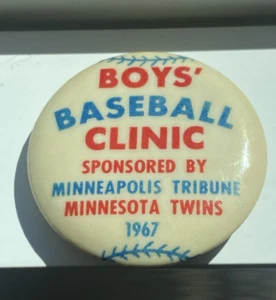 BOYS'
BASEBALL
CLINIC
SPONSORED BY
MINNEAPOLIS TRIBUNE
MINNESOTA TWINS
1967